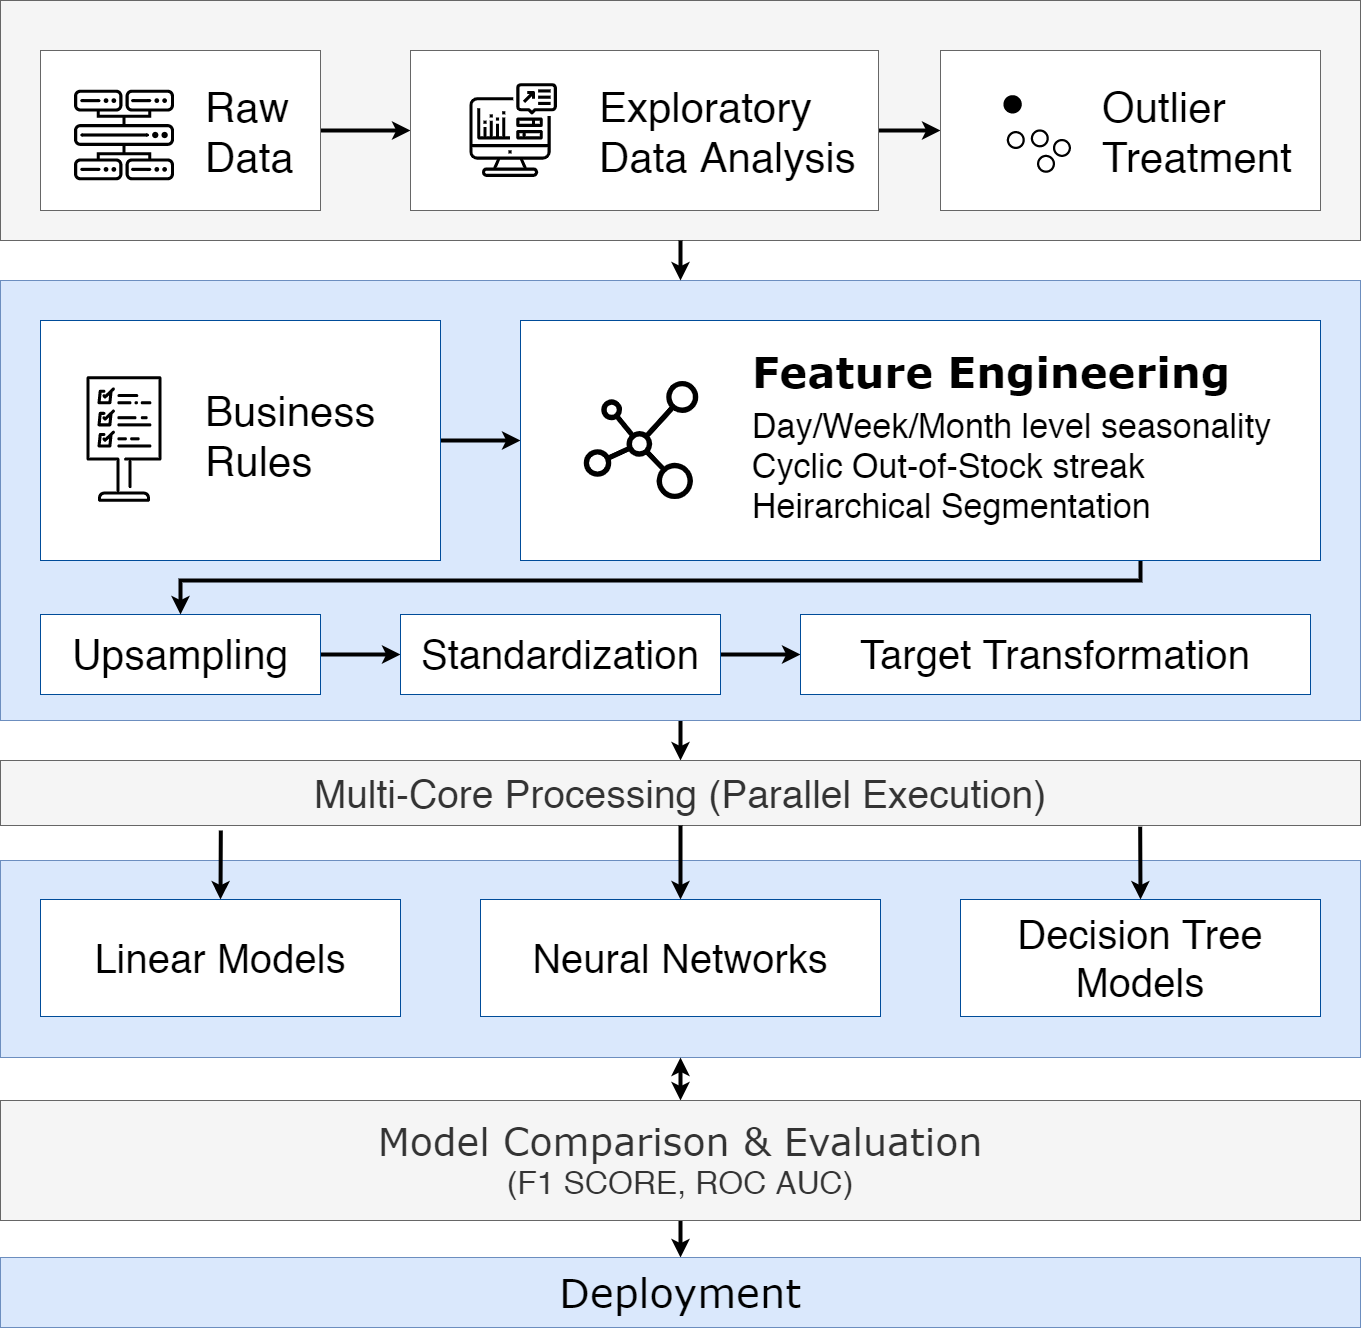 Raw
Data
Exploratory
Data Analysis
Outlier
Treatment
Business
Rules
Feature Engineering
Day/Week/Month level seasonality
Cyclic Out-of-Stock streak
Heirarchical Segmentation
Upsampling
Standardization
Target Transformation
Multi-Core Processing (Parallel Execution)
Linear Models
Neural Networks
Decision Tree
Models
Model Comparison & Evaluation
(F1 SCORE, ROC AUC)
Deployment